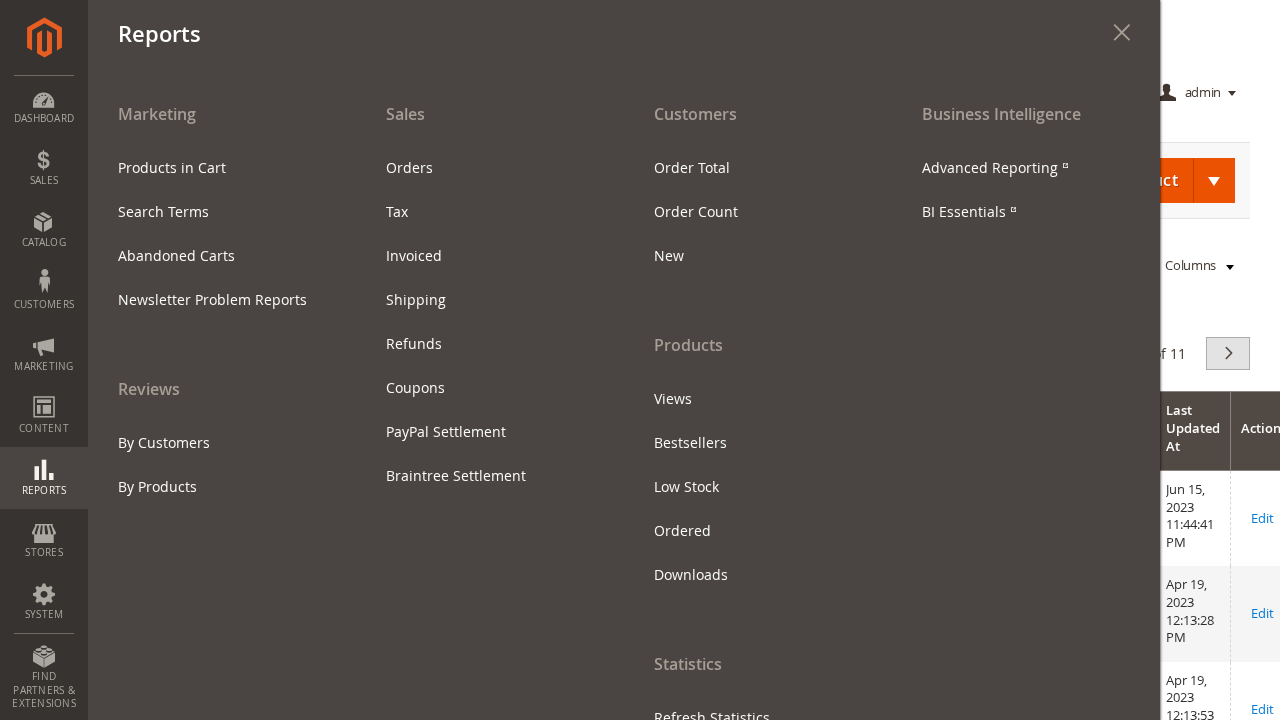 Reports
DASHBOARD
SALES
CATALOG
CUSTOMERS
MARKETING
CONTENT
REPORTS
STORES
SYSTEM
FIND
PARTNERS &
EXTENSIONS
Marketing
Products in Cart
Search Terms
Abandoned Carts
Newsletter Problem Reports
Reviews
By Customers
By Products
Sales
Orders
Tax
Invoiced
Shipping
Refunds
Coupons
PayPal Settlement
Braintree Settlement
Customers
Order Total
Order Count
New
Products
Views
Bestsellers
Low Stock
Ordered
Downloads
Statistics
Refresh Statistics
Business Intelligence
Advanced Reporting
BI Essentials
admin
Columns
of 11
Last
Updated
At
Action
Jun 15,
2023
11:44:41
PM
Edit
Apr 19,
2023
12:13:28
PM
Edit
Apr 19,
2023
12:13:53
Edit